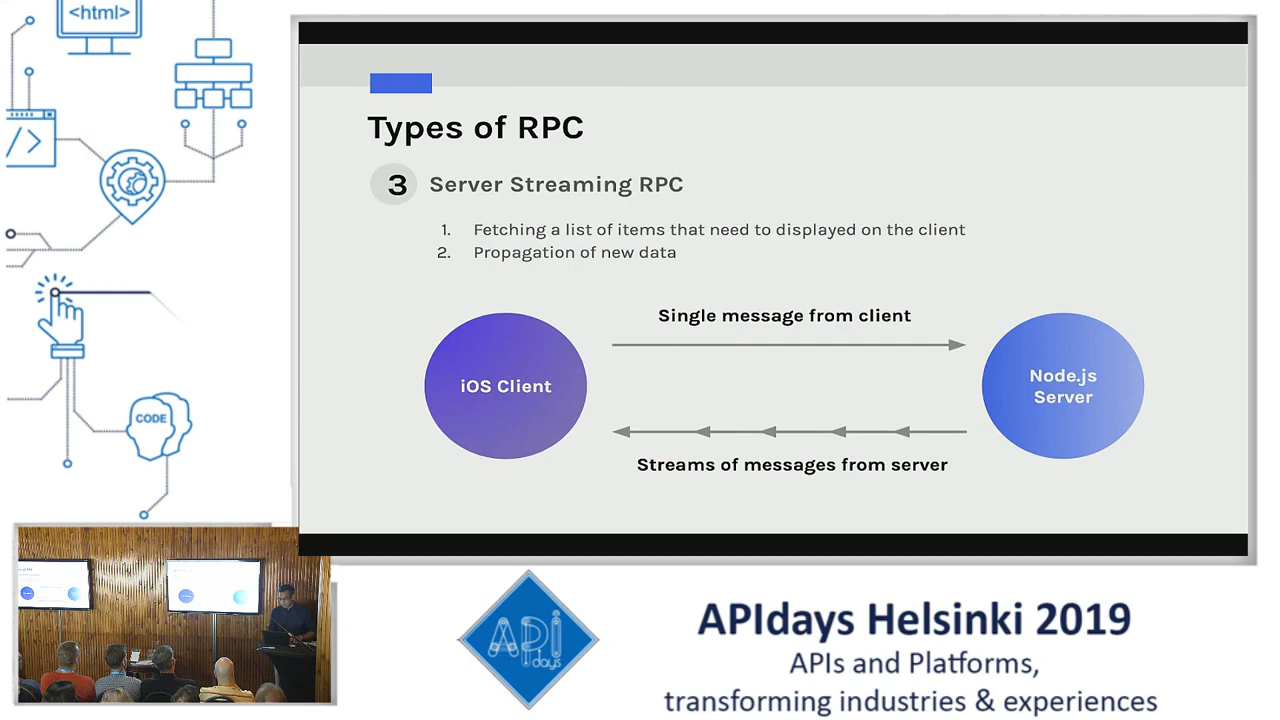 <html>
CODE
Types of RPC
3 Server Streaming RPC
1. Fetching a list of items that need to displayed on the client
2. Propagation of new data
Single message from client
iOS Client
Node.js
Server
Streams of messages from server
API
days
APIdays Helsinki 2019
APIs and Platforms,
transforming industries & experiences